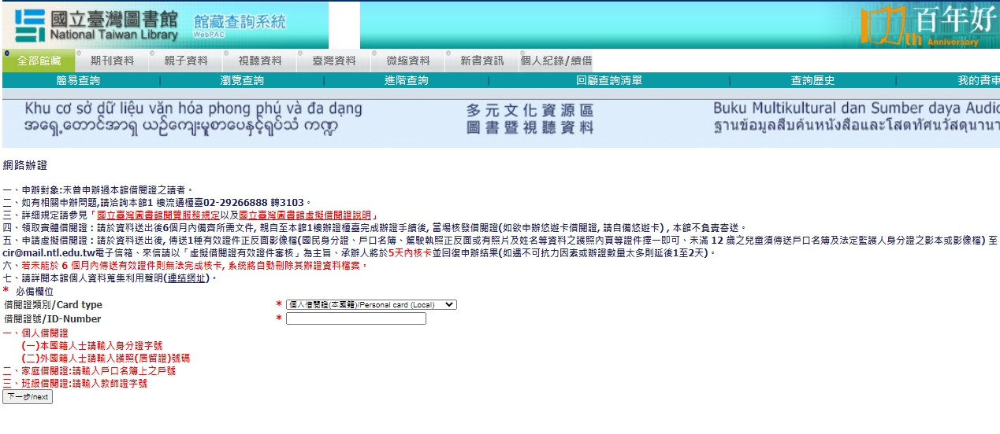 國立臺灣圖書館 館藏查詢系統
National Taiwan Library WebPAC
百年好
th Anniversary
全部館藏 期刊資料 親子資料 視聽資料 臺灣資料 微縮資料 新書資訊 個人紀錄/續借
簡易查詢 | 瀏覽查詢 | 進階查詢 | 回顧查詢清單 | 查詢歷史 | 我的書車
Khu cơ sở dữ liệu văn hóa phong phú và đa dạng
အရှေ့တောင်အာရှ ယဉ်ကျေးမှုစာပေနှင့်ရုပ်သံ ကဏ္ဍ
多元文化資源區
圖書暨視聽資料
Buku Multikultural dan Sumber daya Audio
ฐานข้อมูลสืบค้นหนังสือและโสตทัศนวัสดุนานา
網路辦證
一、申辦對象:未曾申辦過本館借閱證之讀者。
二、如有相關申辦問題,請洽詢本館1 樓流通櫃臺02-29266888 轉3103。
三、詳細規定請參見「國立臺灣圖書館閱覽服務規定以及國立臺灣圖書館虛擬借閱證說明」
四、領取實體借閱證：請於資料送出後6個月內備齊所需文件, 親自至本館1樓辦證櫃臺完成辦證手續後, 當場核發借閱證(如欲申辦悠遊卡借閱證, 請自備悠遊卡) , 本館不負責寄送。
五、申請虛擬借閱證：請於資料送出後, 傳送1種有效證件正反面影像檔(國民身分證、戶口名簿、駕駛執照正反面或有照片及姓名等資料之護照內頁等證件擇一即可、未滿 12 歲之兒童須傳送戶口名簿及法定監護人身分證之影本或影像檔) 至
cir@mail.ntl.edu.tw電子信箱、來信請以「虛擬借閱證有效證件審核」為主旨、承辦人將於5天內核卡並回復申辦結果(如遇不可抗力因素或辦證數量太多則延後1至2天)。
六、若未能於 6 個月內傳送有效證件則無法完成核卡, 系統將自動刪除其辦證資料檔案。
七、請詳閱本館個人資料蒐集利用聲明(連結網址)。
* 必備欄位
借閱證類別/Card type * 個人借閱證(本國籍)/Personal card (Local)
借閱證號/ID-Number *
一、個人借閱證
(一)本國籍人士請輸入身分證字號
(二)外國籍人士請輸入護照(居留證)號碼
二、家庭借閱證:請輸入戶口名簿上之戶號
三、班級借閱證:請輸入教師證字號
下一步/next